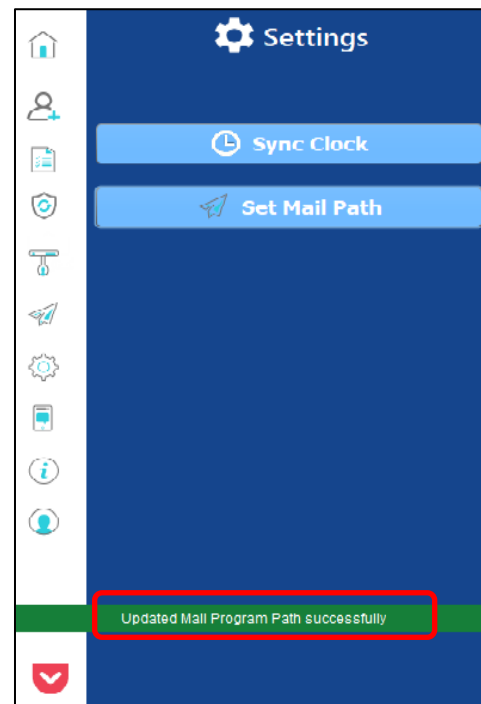 Settings
Sync Clock
Set Mail Path
Updated Mail Program Path successfully